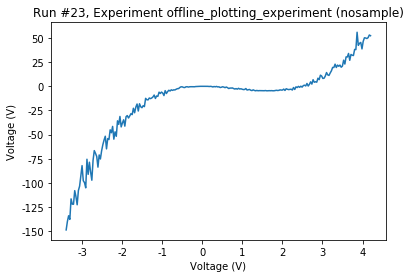 Run #23, Experiment offline_plotting_experiment (nosample)
50
25
0
-25
-50
-75
-100
-125
-150
Voltage (V)
-3 -2 -1 0 1 2 3 4
Voltage (V)